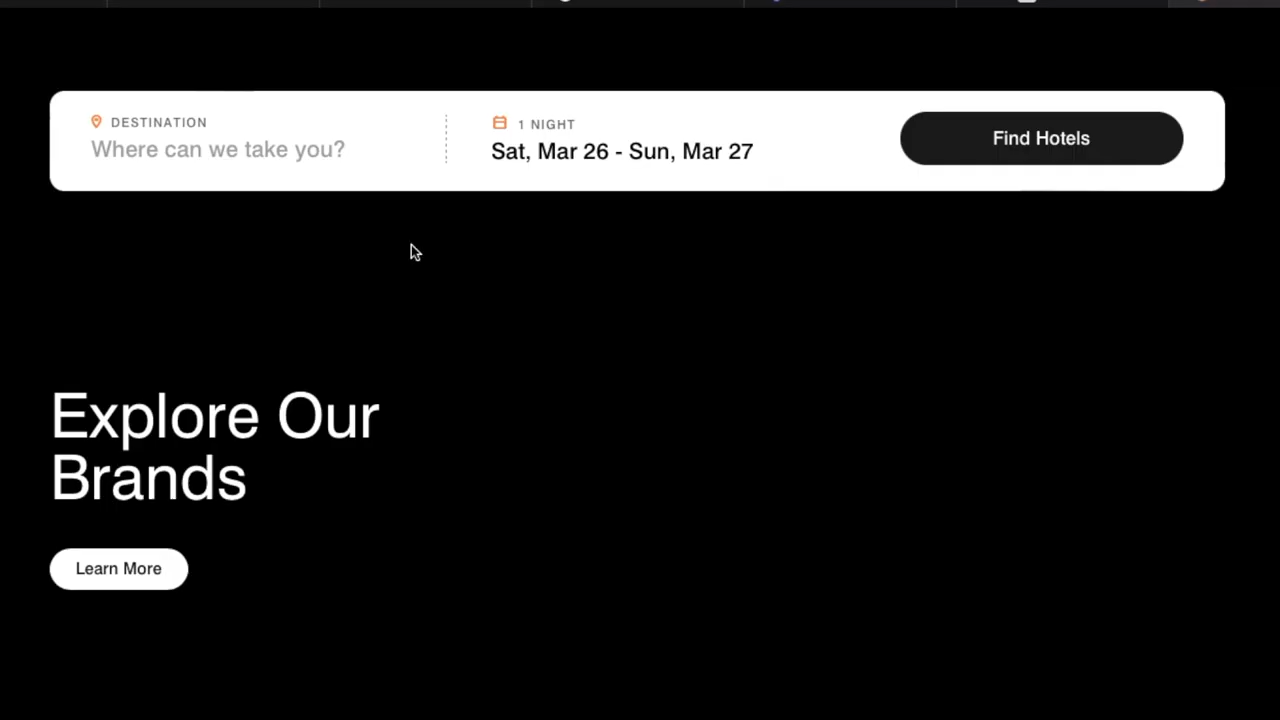 DESTINATION
Where can we take you?
1 NIGHT
Sat, Mar 26 - Sun, Mar 27
Find Hotels
Explore Our
Brands
Learn More